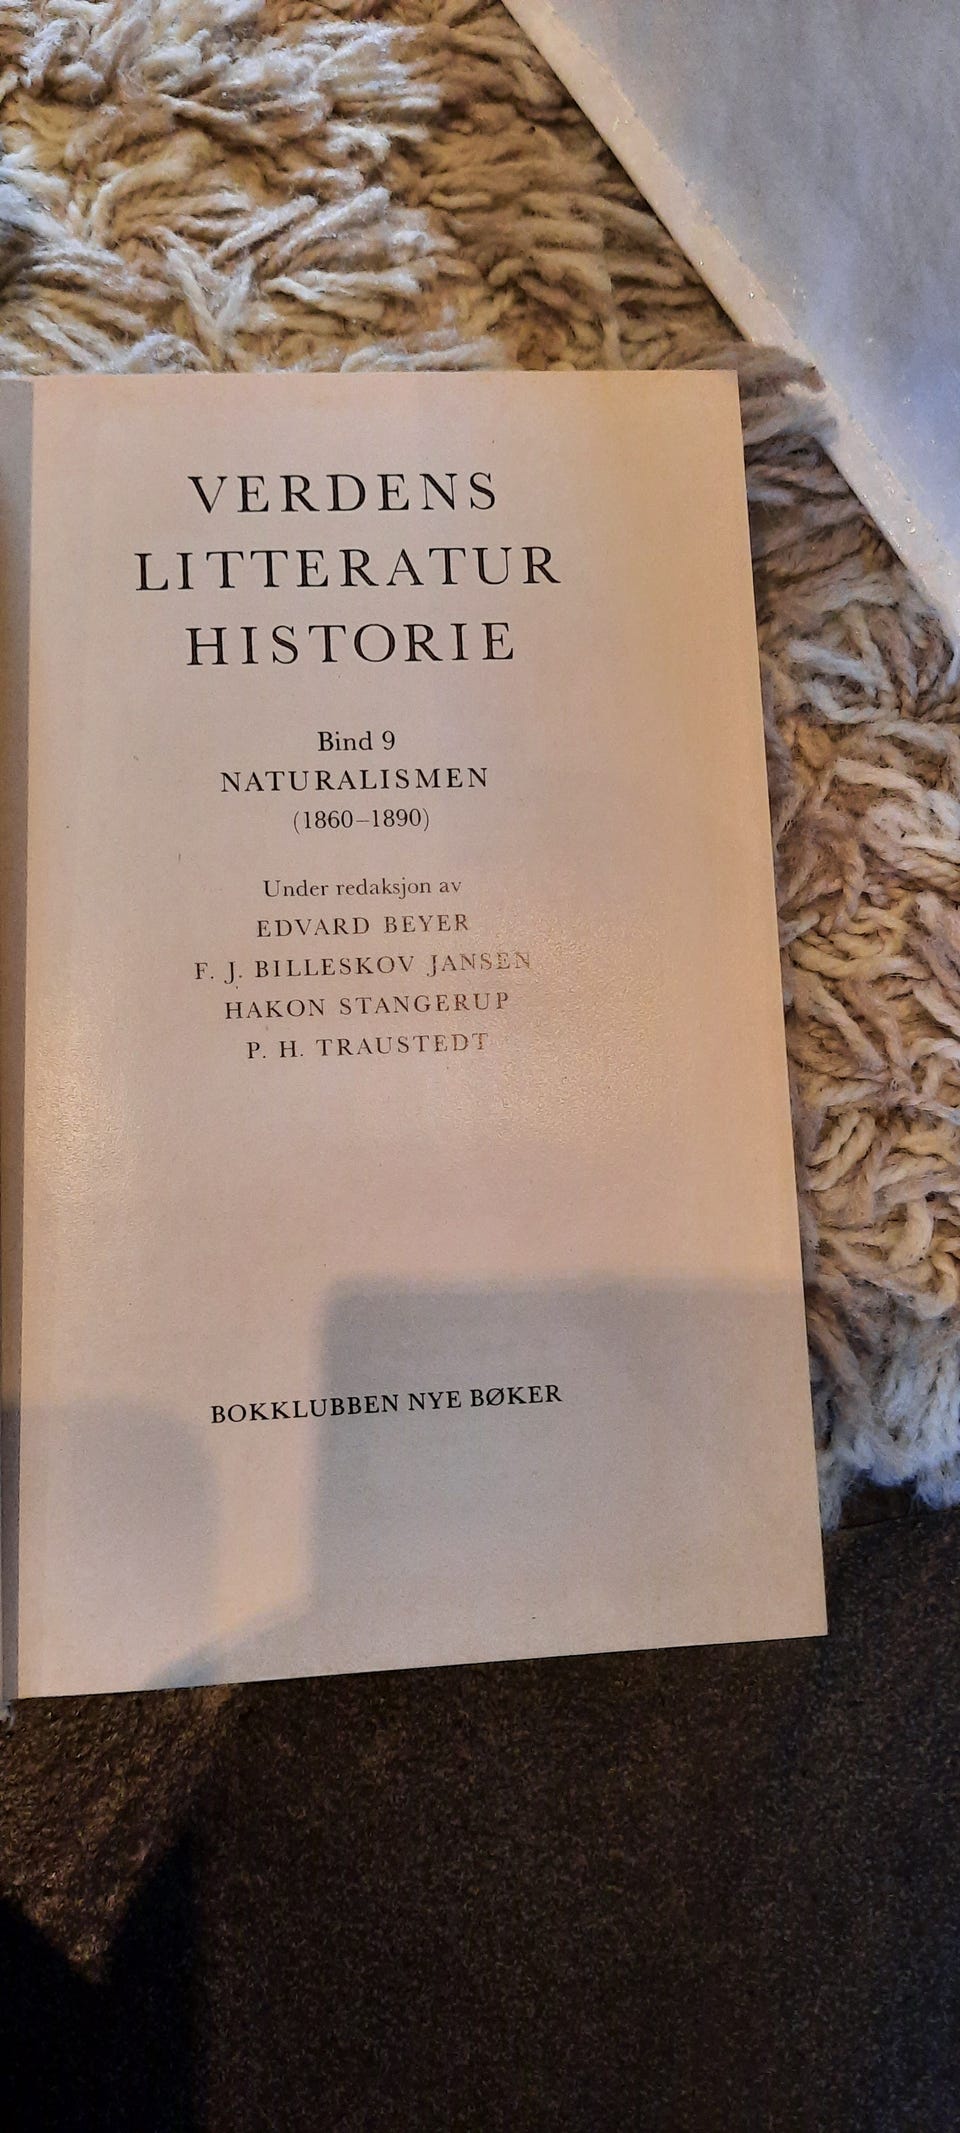 VERDENS
LITTERATUR
HISTORIE
Bind 9
NATURALISMEN
(1860–1890)
Under redaksjon av
EDVARD BEYER
F. J. BILLESKOV JANSEN
HAKON STANGERUP
P. H. TRAUSTEDT
BOKKLUBBEN NYE BØKER